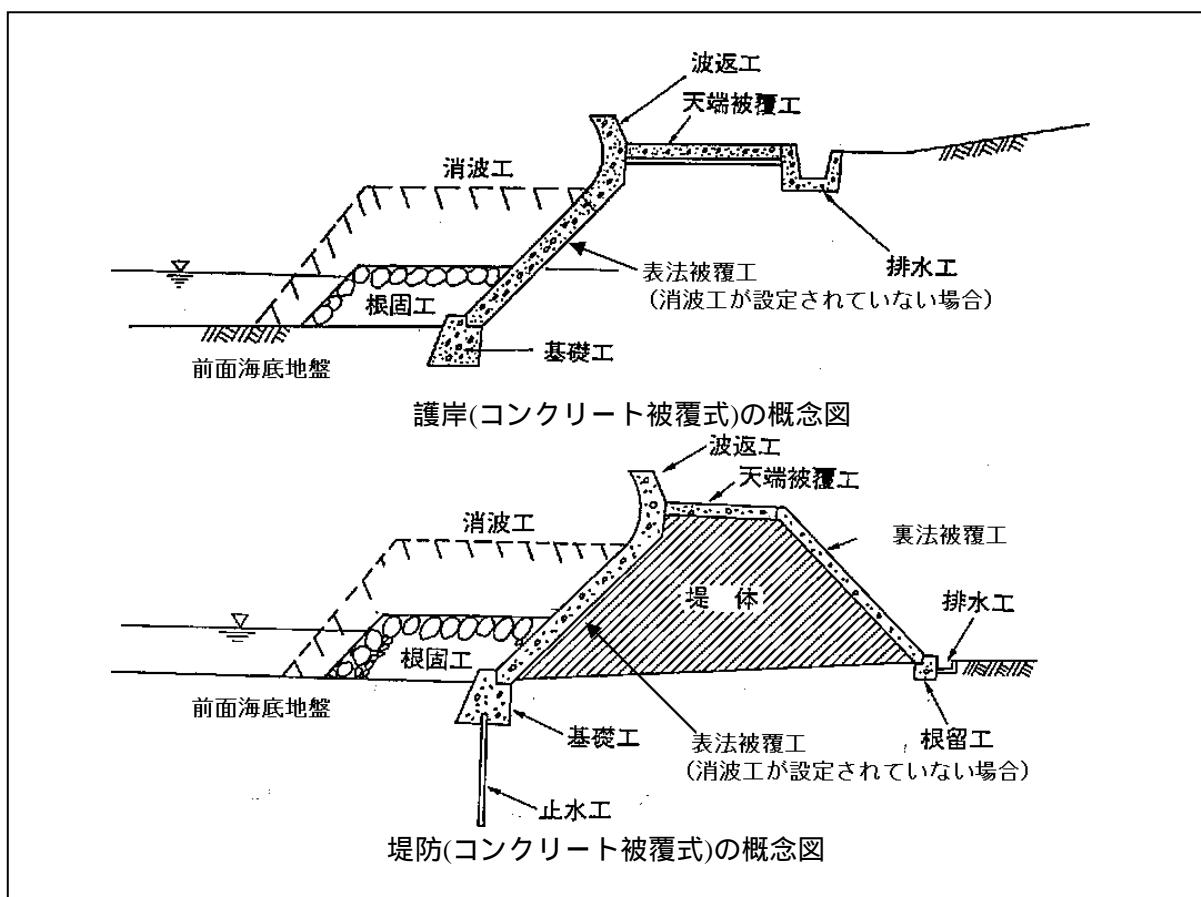 波返工
天端被覆工
消波工
表法被覆工
(消波工が設定されていない場合)
排水工
根固工
基礎工
前面海底地盤
護岸(コンクリート被覆式)の概念図
波返工
天端被覆工
消波工
裏法被覆工
堤 体
排水工
根固工
前面海底地盤
基礎工
表法被覆工
(消波工が設定されていない場合)
根留工
止水工
堤防(コンクリート被覆式)の概念図